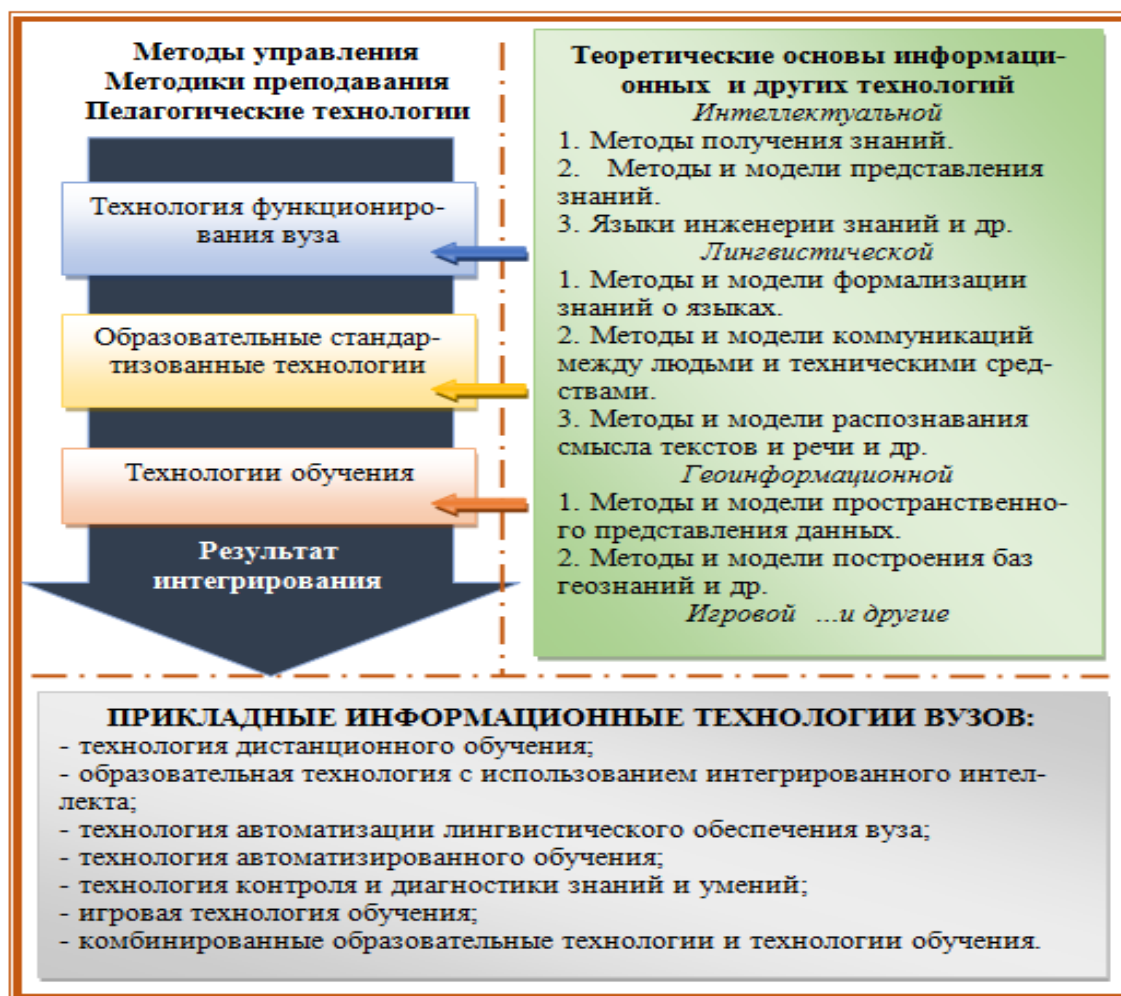 Методы управления
Методики преподавания
Педагогические технологии
Технология функциониро-
вания вуза
Образовательные стандар-
тизованные технологии
Технологии обучения
Результат
интегрирования
Теоретические основы информаци-
онных и других технологий
Интеллектуальной
1. Методы получения знаний.
2. Методы и модели представления
знаний.
3. Языки инженерии знаний и др.
Лингвистической
1. Методы и модели формализации
знаний о языках.
2. Методы и модели коммуникаций
между людьми и техническими сред-
ствами.
3. Методы и модели распознавания
смысла текстов и речи и др.
Геоинформационной
1. Методы и модели пространственно-
го представления данных.
2. Методы и модели построения баз
геознаний и др.
Игровой ...и другие
ПРИКЛАДНЫЕ ИНФОРМАЦИОННЫЕ ТЕХНОЛОГИИ ВУЗОВ:
- технология дистанционного обучения;
- образовательная технология с использованием интегрированного интел-
лекта;
- технология автоматизации лингвистического обеспечения вуза;
- технология автоматизированного обучения;
- технология контроля и диагностики знаний и умений;
- игровая технология обучения;
- комбинированные образовательные технологии и технологии обучения.